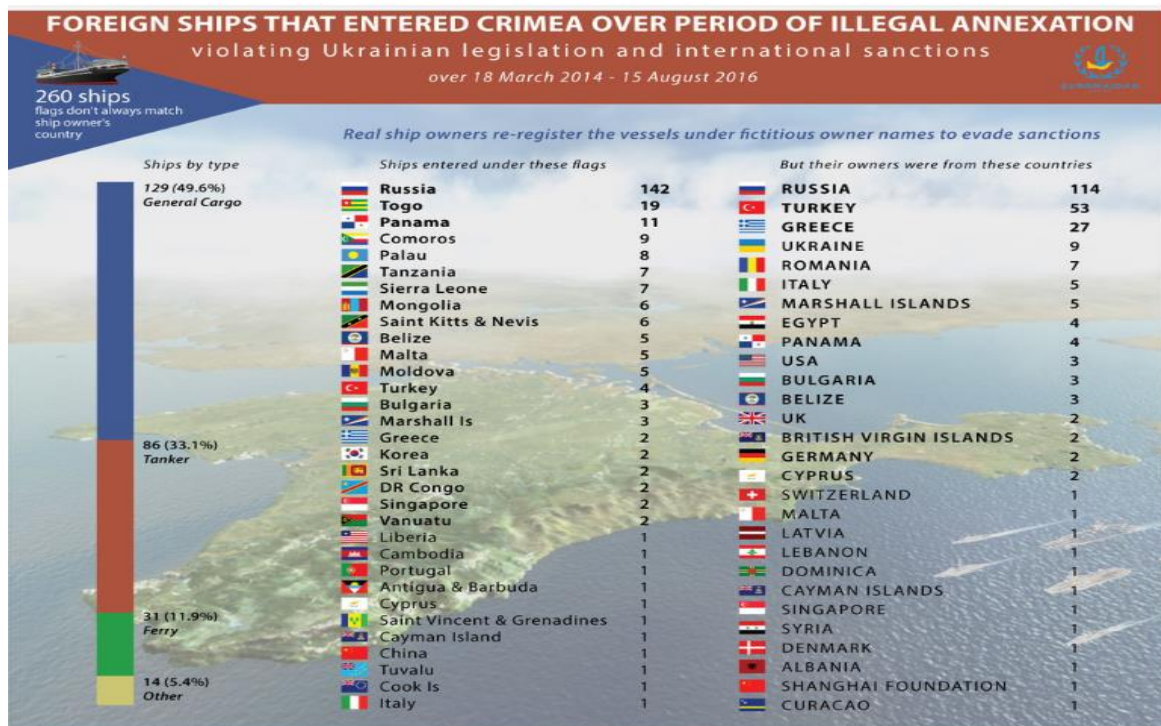 FOREIGN SHIPS THAT ENTERED CRIMEA OVER PERIOD OF ILLEGAL ANNEXATION
violating Ukrainian legislation and international sanctions
over 18 March 2014 - 15 August 2016
260 ships
flags don't always match
ship owner's
country
Real ship owners re-register the vessels under fictitious owner names to evade sanctions
Ships by type
129 (49.6%)
General Cargo
86 (33.1%)
Tanker
31 (11.9%)
Ferry
14 (5.4%)
Other
Ships entered under these flags
Russia 142
Togo 19
Panama 11
Comoros 9
Palau 8
Tanzania 7
Sierra Leone 7
Mongolia 6
Saint Kitts & Nevis 6
Belize 5
Malta 5
Moldova 5
Turkey 4
Bulgaria 3
Marshall Is 3
Greece 2
Korea 2
Sri Lanka 2
DR Congo 2
Singapore 2
Vanuatu 2
Liberia 1
Cambodia 1
Portugal 1
Antigua & Barbuda 1
Cyprus 1
Saint Vincent & Grenadines 1
Cayman Island 1
China 1
Tuvalu 1
Cook Is 1
Italy 1
But their owners were from these countries
RUSSIA 114
TURKEY 53
GREECE 27
UKRAINE 9
ROMANIA 7
ITALY 5
MARSHALL ISLANDS 5
EGYPT 4
PANAMA 4
USA 3
BULGARIA 3
BELIZE 3
UK 2
BRITISH VIRGIN ISLANDS 2
GERMANY 2
CYPRUS 2
SWITZERLAND 1
MALTA 1
LATVIA 1
LEBANON 1
DOMINICA 1
CAYMAN ISLANDS 1
SINGAPORE 1
SYRIA 1
DENMARK 1
ALBANIA 1
SHANGHAI FOUNDATION 1
CURACAO 1